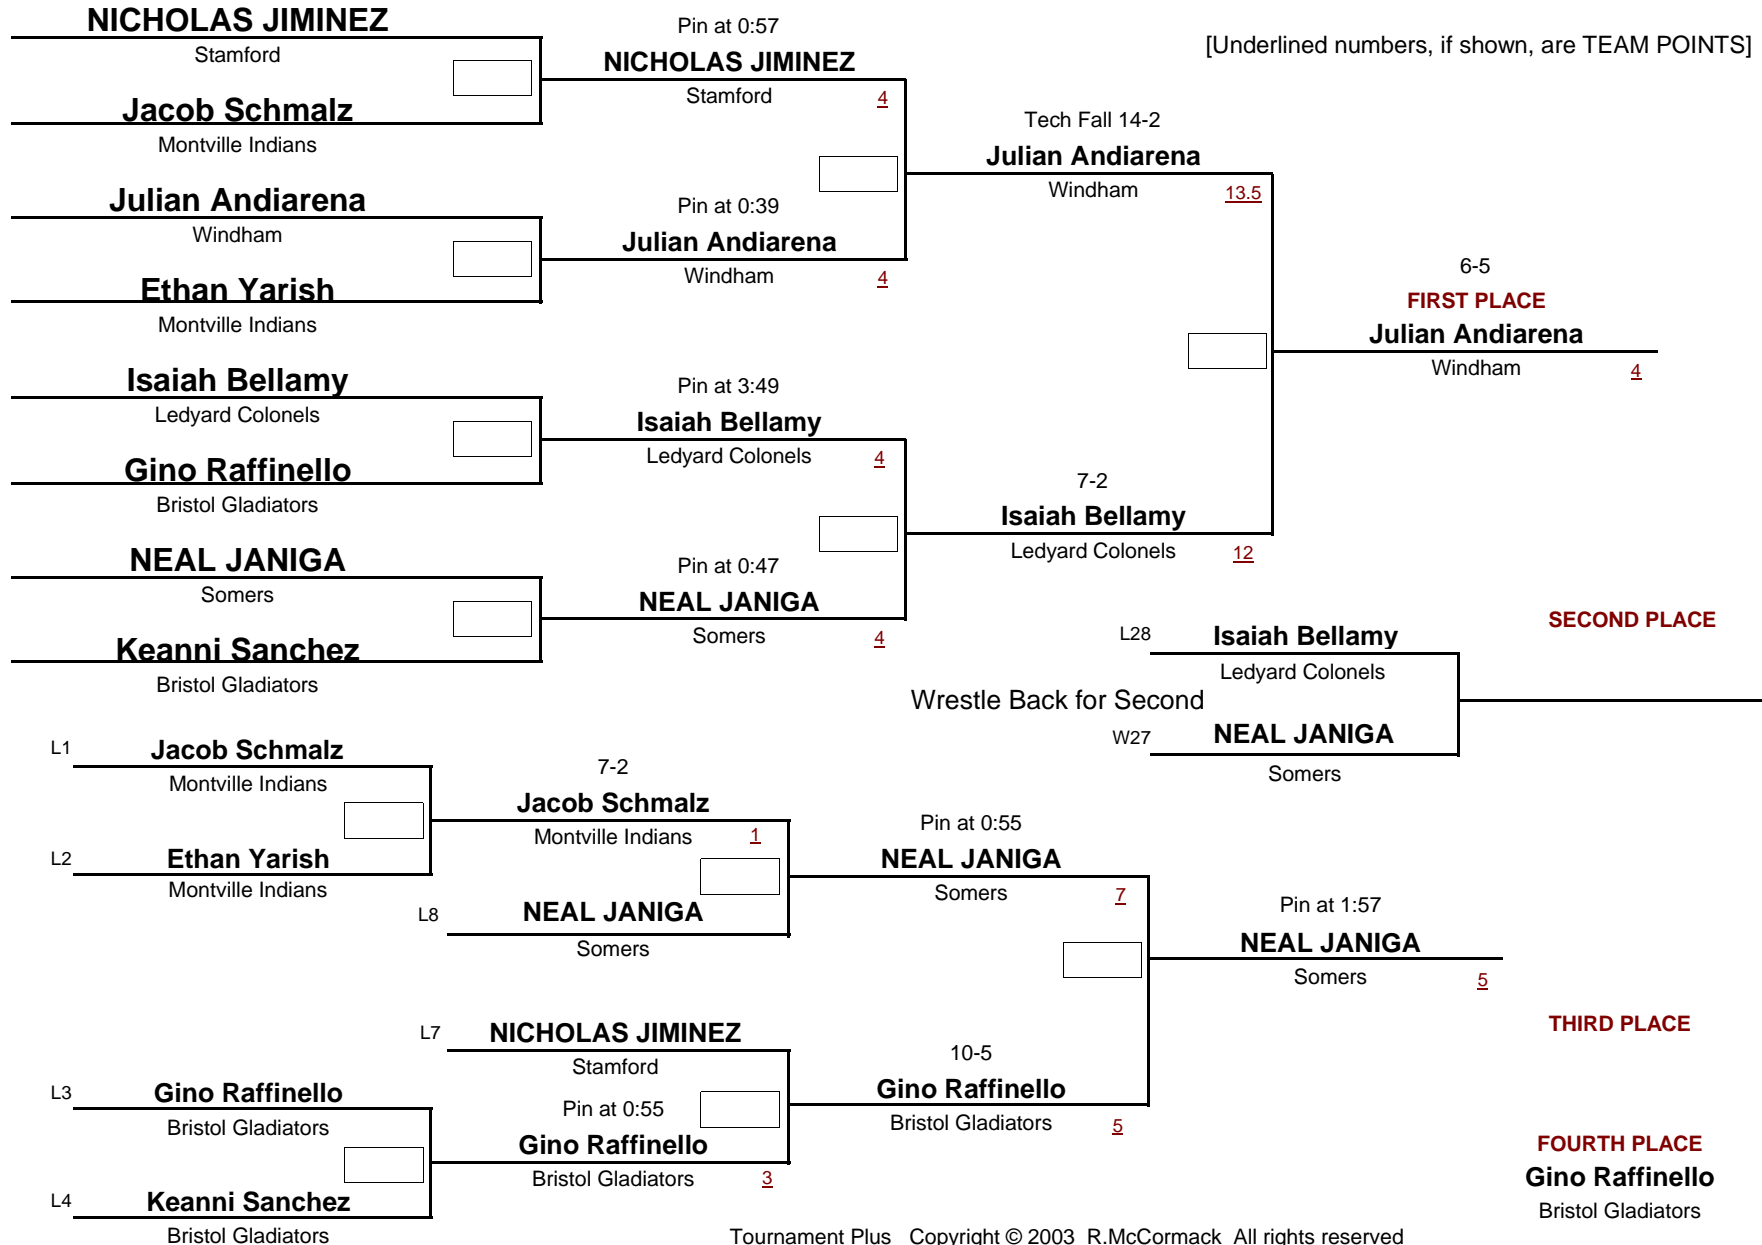 NICHOLAS JIMINEZ
Stamford
Jacob Schmalz
Montville Indians
Julian Andiarena
Windham
Ethan Yarish
Montville Indians
Isaiah Bellamy
Ledyard Colonels
Gino Raffinello
Bristol Gladiators
NEAL JANIGA
Somers
Keanni Sanchez
Bristol Gladiators
Pin at 0:57
NICHOLAS JIMINEZ
Stamford 4
Pin at 0:39
Julian Andiarena
Windham 4
Pin at 3:49
Isaiah Bellamy
Ledyard Colonels 4
Pin at 0:47
NEAL JANIGA
Somers 4
[Underlined numbers, if shown, are TEAM POINTS]
Tech Fall 14-2
Julian Andiarena
Windham 13.5
7-2
Isaiah Bellamy
Ledyard Colonels 12
6-5
FIRST PLACE
Julian Andiarena
Windham 4
SECOND PLACE
L28 Isaiah Bellamy
Ledyard Colonels
Wrestle Back for Second
W27 NEAL JANIGA
Somers
L1 Jacob Schmalz
Montville Indians
L2 Ethan Yarish
Montville Indians
7-2
Jacob Schmalz
Montville Indians 1
L8 NEAL JANIGA
Somers
Pin at 0:55
NEAL JANIGA
Somers 7
Pin at 1:57
NEAL JANIGA
Somers 5
L7 NICHOLAS JIMINEZ
Stamford
L3 Gino Raffinello
Bristol Gladiators
L4 Keanni Sanchez
Bristol Gladiators
Pin at 0:55
Gino Raffinello
Bristol Gladiators 3
10-5
Gino Raffinello
Bristol Gladiators 5
THIRD PLACE
FOURTH PLACE
Gino Raffinello
Bristol Gladiators
Tournament Plus Copyright © 2003 R.McCormack All rights reserved